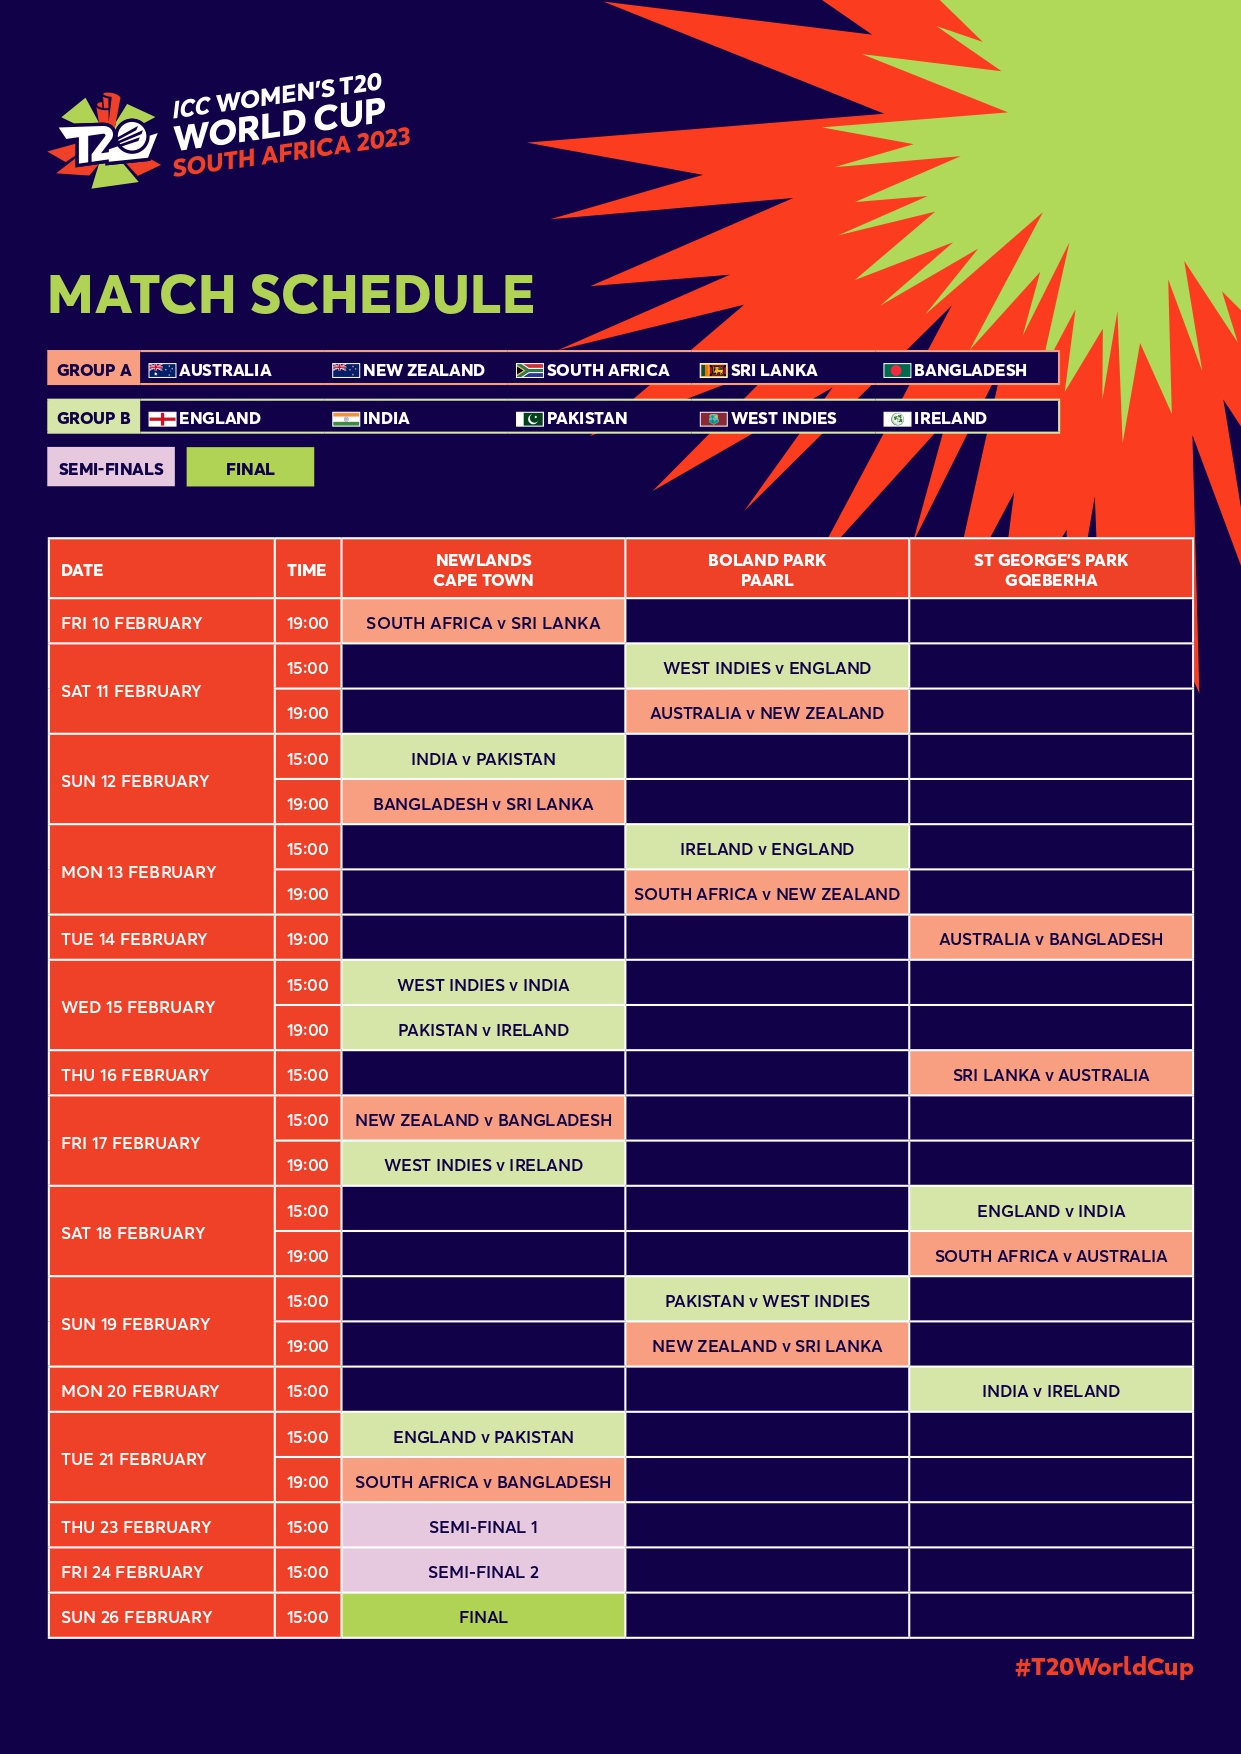 ICC WOMEN'S T20
WORLD CUP
SOUTH AFRICA 2023
T20
MATCH SCHEDULE
GROUP A AUSTRALIA NEW ZEALAND SOUTH AFRICA SRI LANKA BANGLADESH
GROUP B ENGLAND INDIA PAKISTAN WEST INDIES IRELAND
SEMI-FINALS FINAL
DATE TIME NEWLANDS CAPE TOWN BOLAND PARK PAARL ST GEORGE'S PARK GQEBERHA
FRI 10 FEBRUARY 19:00 SOUTH AFRICA v SRI LANKA
SAT 11 FEBRUARY 15:00 WEST INDIES v ENGLAND
19:00 AUSTRALIA v NEW ZEALAND
SUN 12 FEBRUARY 15:00 INDIA v PAKISTAN
19:00 BANGLADESH v SRI LANKA
MON 13 FEBRUARY 15:00 IRELAND v ENGLAND
19:00 SOUTH AFRICA v NEW ZEALAND
TUE 14 FEBRUARY 19:00 AUSTRALIA v BANGLADESH
WED 15 FEBRUARY 15:00 WEST INDIES v INDIA
19:00 PAKISTAN v IRELAND
THU 16 FEBRUARY 15:00 SRI LANKA v AUSTRALIA
FRI 17 FEBRUARY 15:00 NEW ZEALAND v BANGLADESH
19:00 WEST INDIES v IRELAND
SAT 18 FEBRUARY 15:00 ENGLAND v INDIA
19:00 SOUTH AFRICA v AUSTRALIA
SUN 19 FEBRUARY 15:00 PAKISTAN v WEST INDIES
19:00 NEW ZEALAND v SRI LANKA
MON 20 FEBRUARY 15:00 INDIA v IRELAND
TUE 21 FEBRUARY 15:00 ENGLAND v PAKISTAN
19:00 SOUTH AFRICA v BANGLADESH
THU 23 FEBRUARY 15:00 SEMI-FINAL 1
FRI 24 FEBRUARY 15:00 SEMI-FINAL 2
SUN 26 FEBRUARY 15:00 FINAL
#T20WorldCup